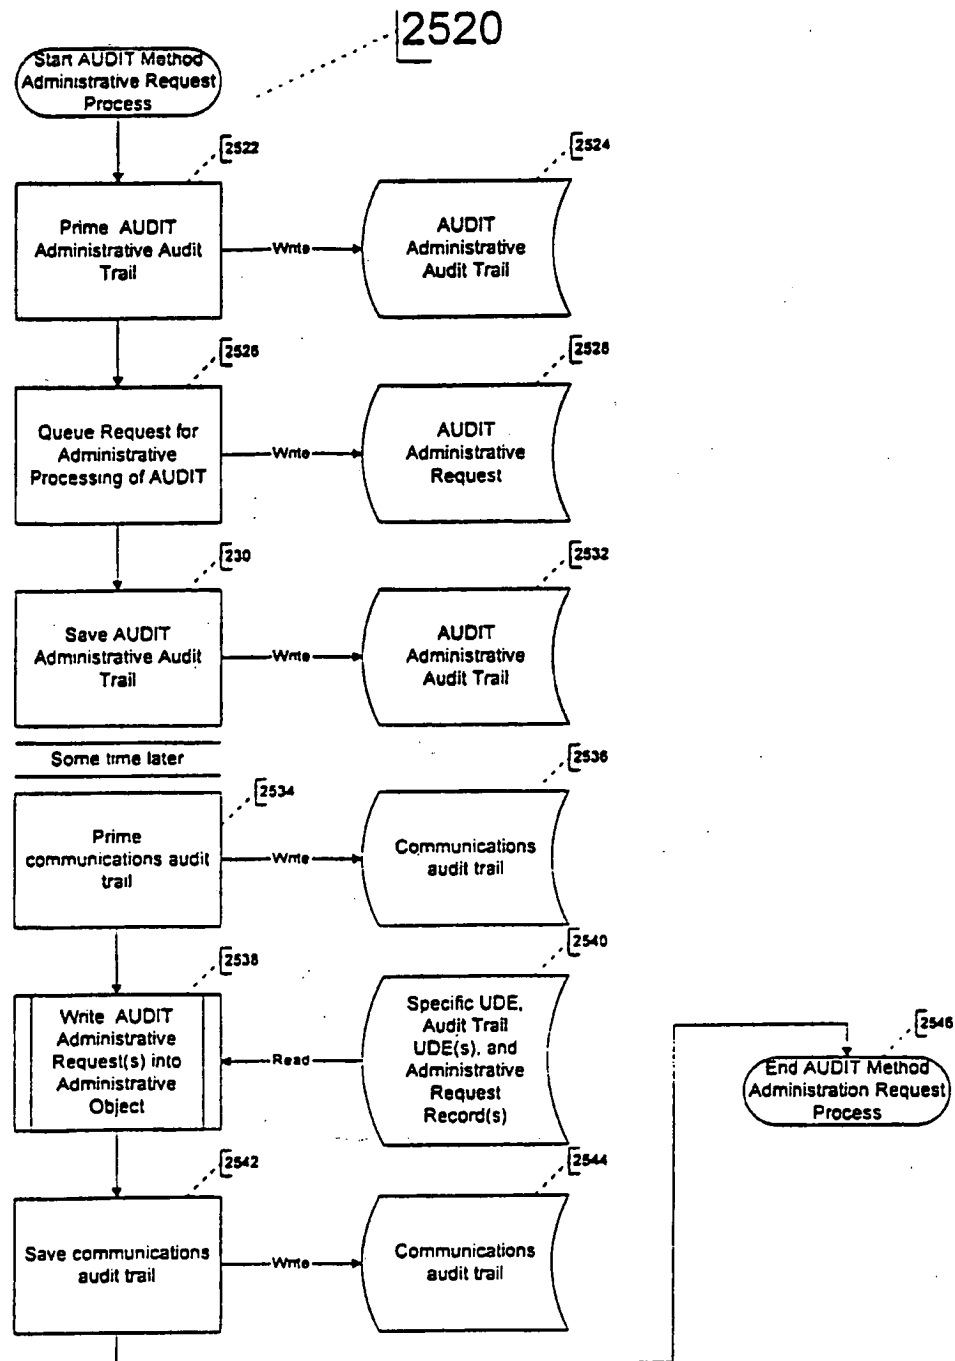 2520
Start AUDIT Method
Administrative Request
Process
2522
Prime AUDIT
Administrative Audit
Trail
Write
2524
AUDIT
Administrative
Audit Trail
2526
Queue Request for
Administrative
Processing of AUDIT
Write
2528
AUDIT
Administrative
Request
230
Save AUDIT
Administrative Audit
Trail
Write
2532
AUDIT
Administrative
Audit Trail
Some time later
2534
Prime
communications audit
trail
Write
2536
Communications
audit trail
2538
Write AUDIT
Administrative
Request(s) into
Administrative
Object
Read
2540
Specific UDE,
Audit Trail
UDE(s), and
Administrative
Request
Record(s)
2542
Save communications
audit trail
Write
2544
Communications
audit trail
2546
End AUDIT Method
Administration Request
Process